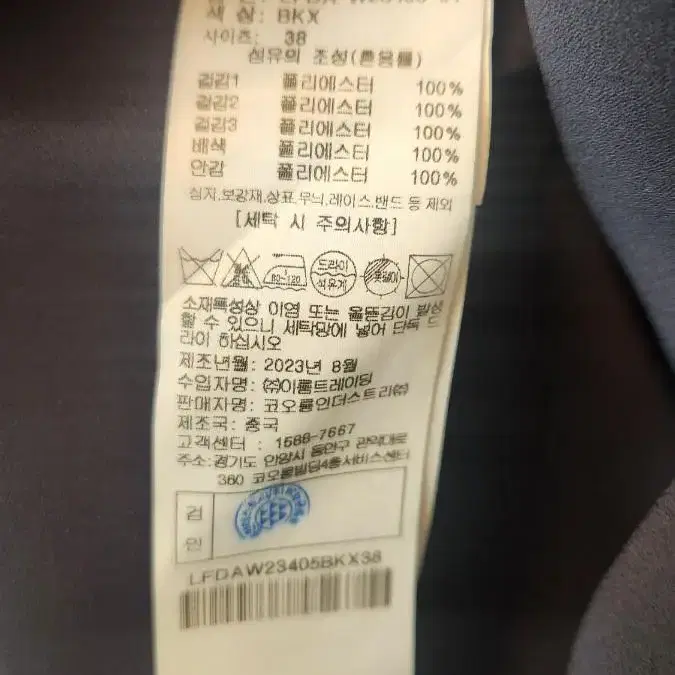 색 상: BKX
사이즈: 38
섬유의 조성(혼용률)
겉감1 폴리에스터 100%
겉감2 폴리에스터 100%
겉감3 폴리에스터 100%
배색 폴리에스터 100%
안감 폴리에스터 100%
심지,보강재,상표,무늬,레이스,밴드 등 제외
[세탁 시 주의사항]
80~120 드라이
석유계 옷걸이
소재특성상 이염 또는 올뜯김이 발생
할 수 있으니 세탁망에 넣어 단독 드
라이 하십시오
제조년월: 2023년 8월
수입자명: ㈜이룸트레이딩
판매자명: 코오롱인더스트리㈜
제조국: 중국
고객센터 : 1588-7667
주소:경기도 안양시 동안구 관악대로
360 코오롱빌딩4층서비스센터
검
인
LFDAW23405BKX38